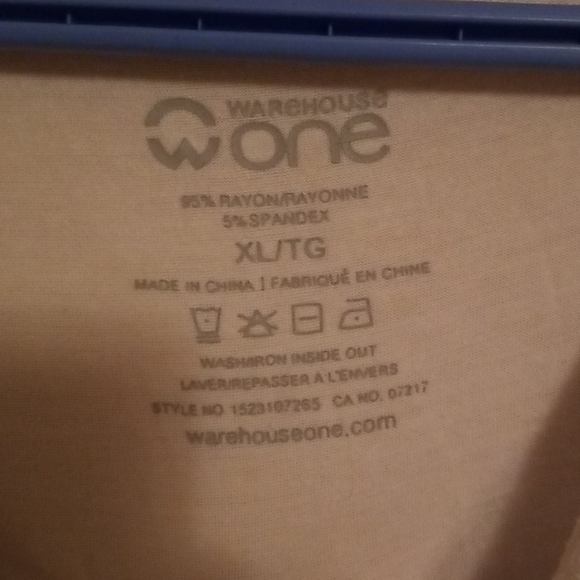 WAREHOUSE
One
95% RAYON/RAYONNE
5% SPANDEX
XL/TG
MADE IN CHINA | FABRIQUÉ EN CHINE
WASH/IRON INSIDE OUT
LAVER/REPASSER A L'ENVERS
STYLE NO 1523107265 CA NO. 07217
warehouseone.com